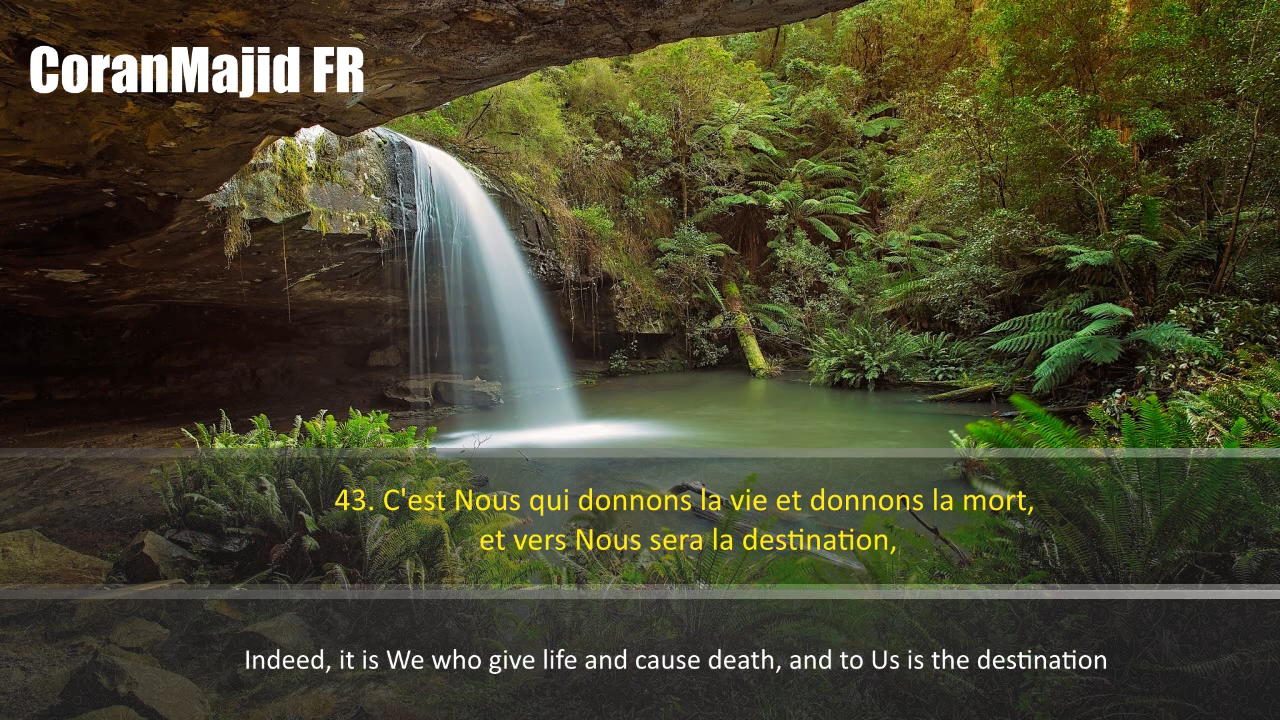 CoranMajid FR
43. C'est Nous qui donnons la vie et donnons la mort,
et vers Nous sera la destination,
Indeed, it is We who give life and cause death, and to Us is the destination